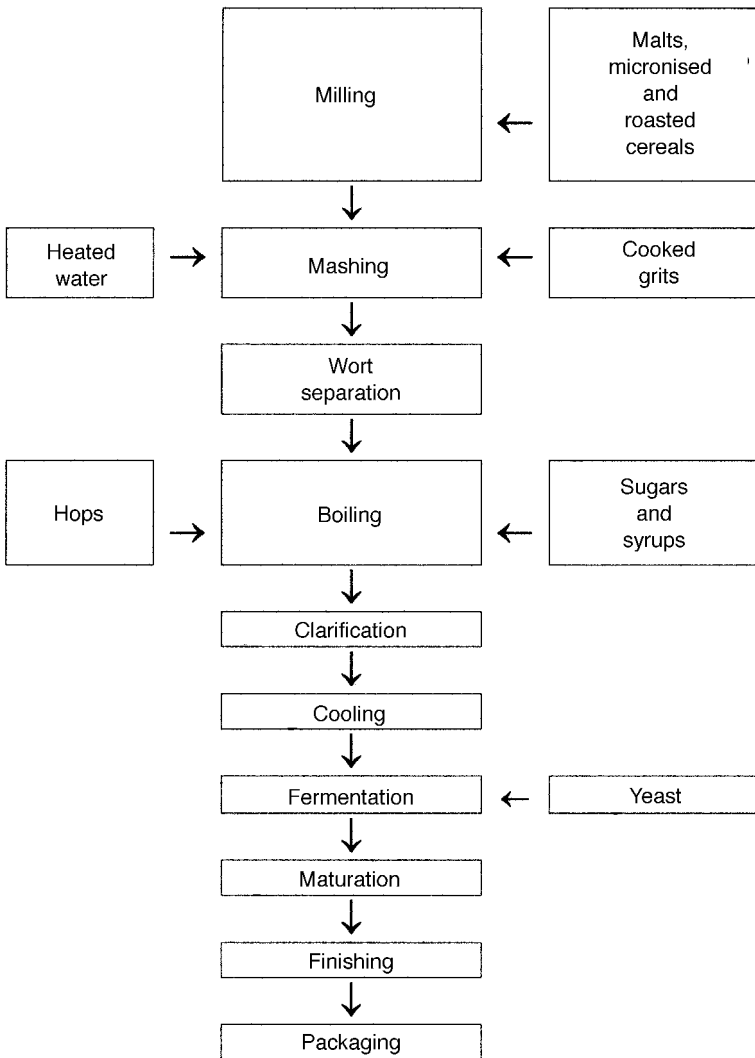 Milling
Malts,
micronised
and
roasted
cereals
Heated
water
Mashing
Cooked
grits
Wort
separation
Hops
Boiling
Sugars
and
syrups
Clarification
Cooling
Fermentation
Yeast
Maturation
Finishing
Packaging